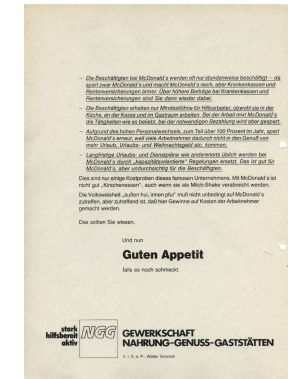 – Die Beschäftigten bei McDonald's werden oft nur stundenweise beschäftigt – da
spart zwar McDonald's und macht McDonald's reich, aber Krankenkassen und
Rentenversicherungen ärmer. Über höhere Beiträge bei Krankenkassen und
Rentenversicherungen sind Sie dann wieder dabei.
– Die Beschäftigten erhalten nur Mindestlöhne für Hilfsarbeiter, obwohl sie in der
Küche, an der Kasse und im Gastraum arbeiten. Bei der Arbeit nimmt McDonald's
die Tätigkeiten wie es beliebt, bei der notwendigen Bezahlung wird aber gespart.
– Aufgrund des hohen Personalwechsels, zum Teil über 100 Prozent im Jahr, spart
McDonald's erneut, weil viele Arbeitnehmer dadurch nicht in den Genuß von
mehr Urlaub, Urlaubs- und Weihnachtsgeld etc. kommen.
– Langfristige Urlaubs- und Dienstpläne wie anderenorts üblich werden bei
McDonald's durch „kapazitätsorientierte" Regelungen ersetzt. Das ist gut für
McDonald's, aber undurchsichtig für die Beschäftigten.
Dies sind nur einige Kostproben dieses famosen Unternehmens. Mit McDonald's ist
nicht gut „Kirschenessen", auch wenn sie als Milch-Shake verabreicht werden.
Die Volksweisheit „außen hui, innen pfui" muß nicht unbedingt auf McDonald's
zutreffen, aber zutreffend ist, daß hier Gewinne auf Kosten der Arbeitnehmer
gemacht werden.
Das sollten Sie wissen.
Und nun
Guten Appetit
falls es noch schmeckt.
stark
hilfsbereit
aktiv
NGG
GEWERKSCHAFT
NAHRUNG-GENUSS-GASTSTÄTTEN
V. i. S. d. P.: Walter Schmidt